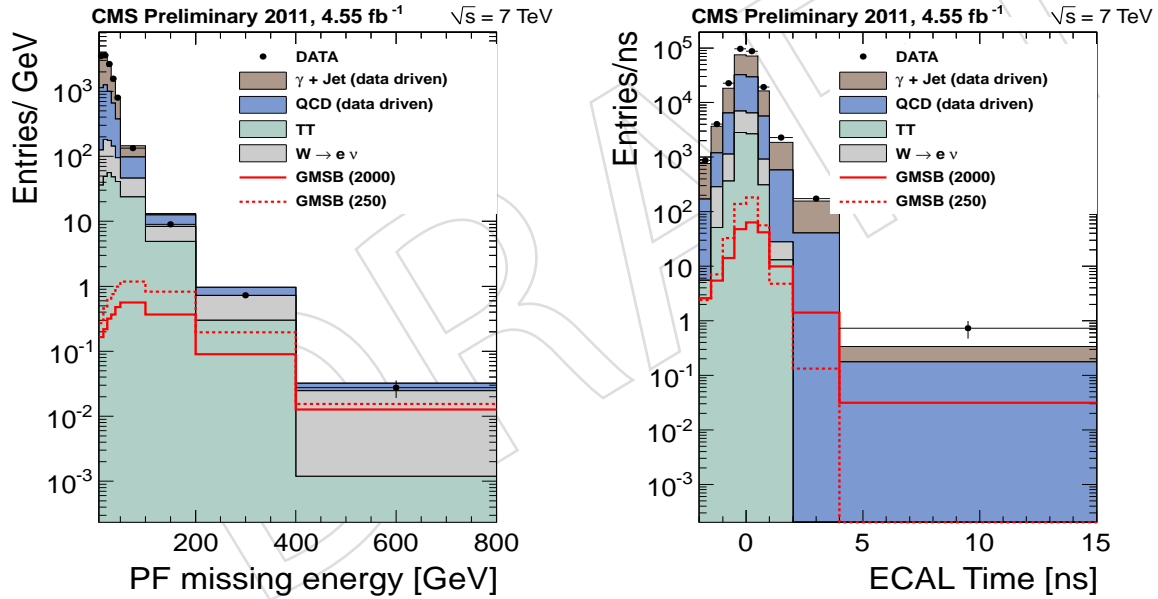 CMS Preliminary 2011, 4.55 fb⁻¹ √s = 7 TeV
Entries/ GeV
10³
10²
10
1
10⁻¹
10⁻²
10⁻³
DATA
γ + Jet (data driven)
QCD (data driven)
TT
W → e ν
GMSB (2000)
GMSB (250)
200 400 600 800
PF missing energy [GeV]
CMS Preliminary 2011, 4.55 fb⁻¹ √s = 7 TeV
Entries/ns
10⁵
10⁴
10³
10²
10
1
10⁻¹
10⁻²
10⁻³
DATA
γ + Jet (data driven)
QCD (data driven)
TT
W → e ν
GMSB (2000)
GMSB (250)
0 5 10 15
ECAL Time [ns]
DRAFT